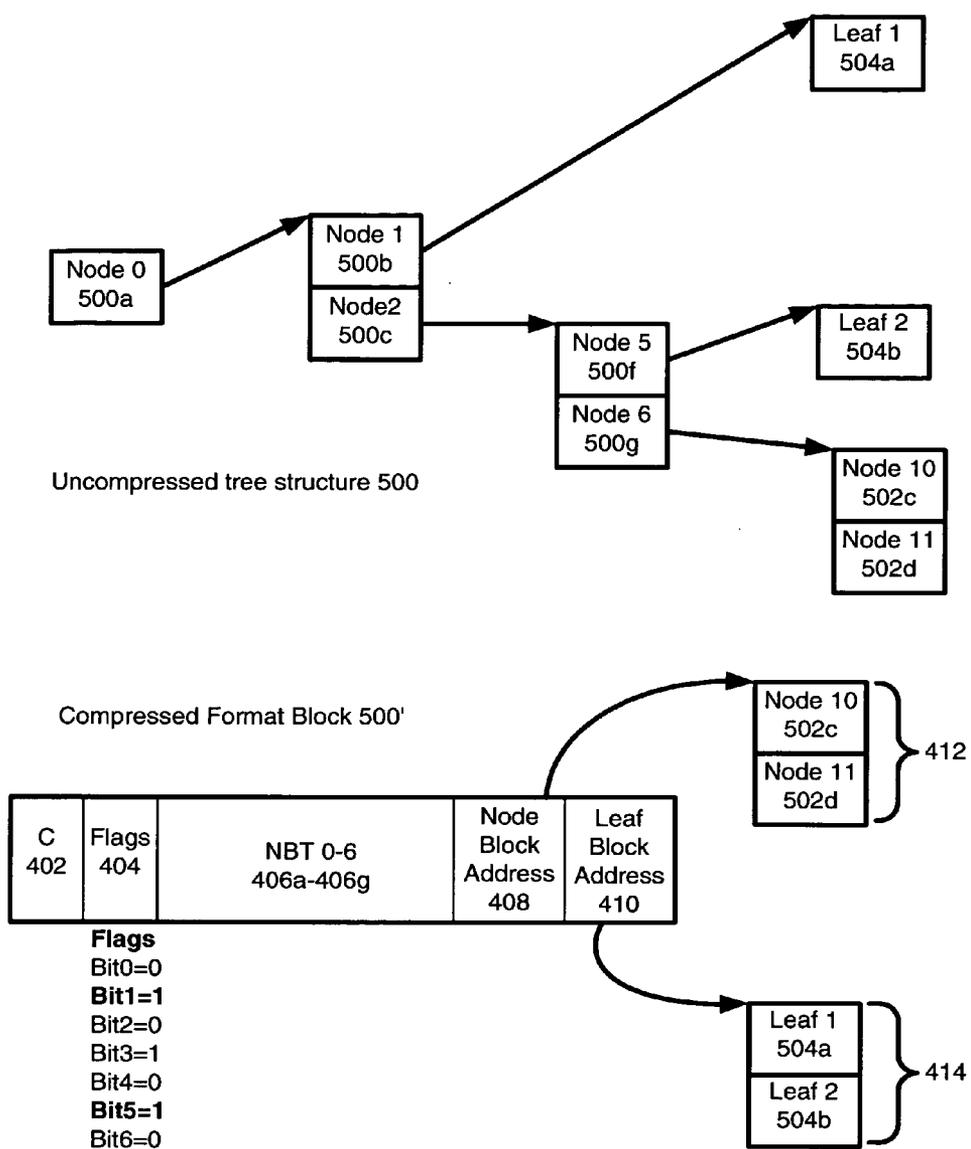 Leaf 1
504a
Node 0
500a
Node 1
500b
Node2
500c
Node 5
500f
Node 6
500g
Leaf 2
504b
Node 10
502c
Node 11
502d
Uncompressed tree structure 500
Compressed Format Block 500'
Node 10
502c
Node 11
502d
412
C
402
Flags
404
NBT 0-6
406a-406g
Node
Block
Address
408
Leaf
Block
Address
410
Flags
Bit0=0
Bit1=1
Bit2=0
Bit3=1
Bit4=0
Bit5=1
Bit6=0
Leaf 1
504a
Leaf 2
504b
414